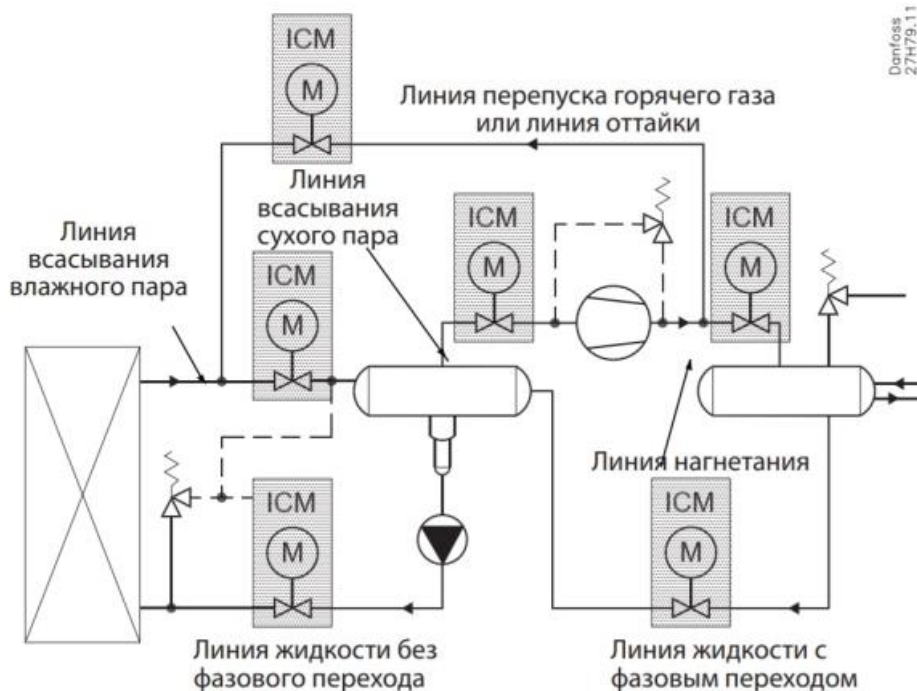 Danfoss
27H79.11
ICM
M
Линия перепуска горячего газа
или линия оттайки
Линия
всасывания
сухого пара
Линия
всасывания
влажного пара
ICM
M
ICM
M
ICM
M
Линия нагнетания
ICM
M
ICM
M
Линия жидкости без
фазового перехода
Линия жидкости с
фазовым переходом